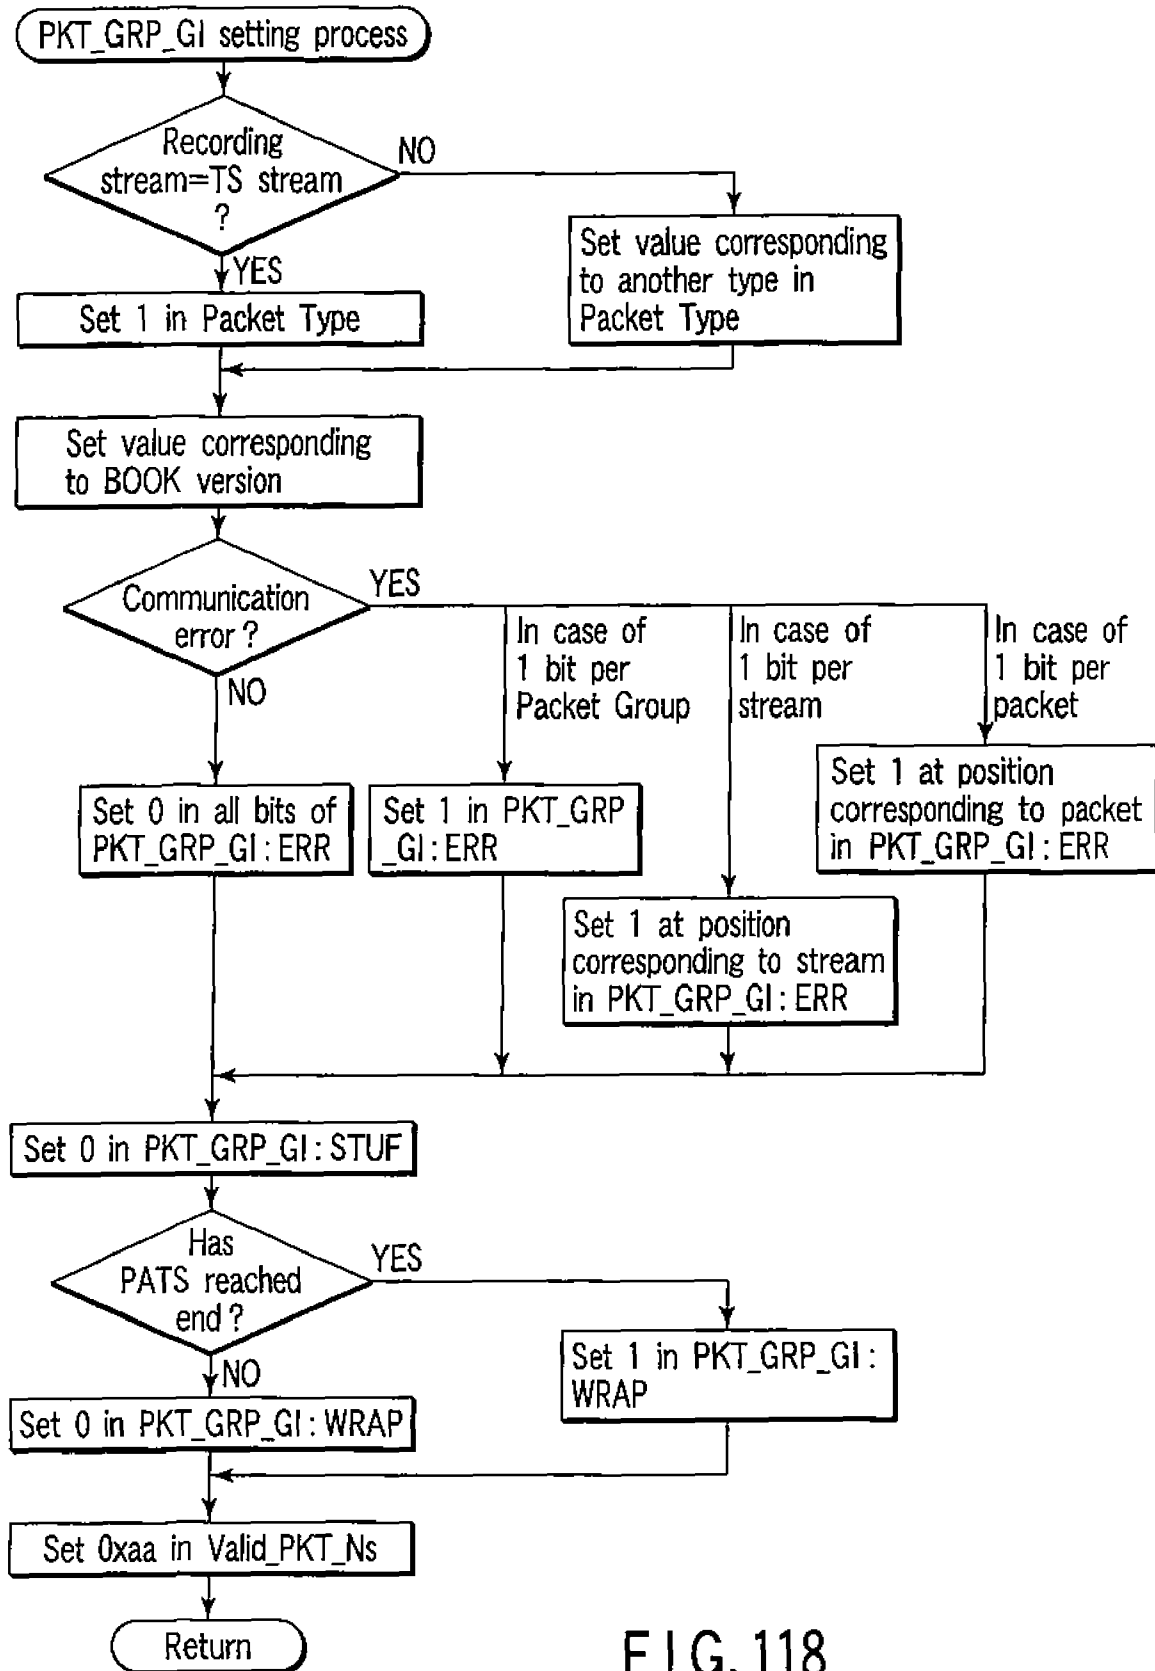 PKT_GRP_GI setting process
Recording
stream=TS stream
?
NO
YES
Set value corresponding
to another type in
Packet Type
Set 1 in Packet Type
Set value corresponding
to BOOK version
Communication
error?
YES
NO
In case of
1 bit per
Packet Group
In case of
1 bit per
stream
In case of
1 bit per
packet
Set 0 in all bits of
PKT_GRP_GI:ERR
Set 1 in PKT_GRP
_GI:ERR
Set 1 at position
corresponding to packet
in PKT_GRP_GI:ERR
Set 1 at position
corresponding to stream
in PKT_GRP_GI:ERR
Set 0 in PKT_GRP_GI:STUF
Has
PATS reached
end?
YES
NO
Set 1 in PKT_GRP_GI:
WRAP
Set 0 in PKT_GRP_GI:WRAP
Set 0xaa in Valid_PKT_Ns
Return
FIG. 118